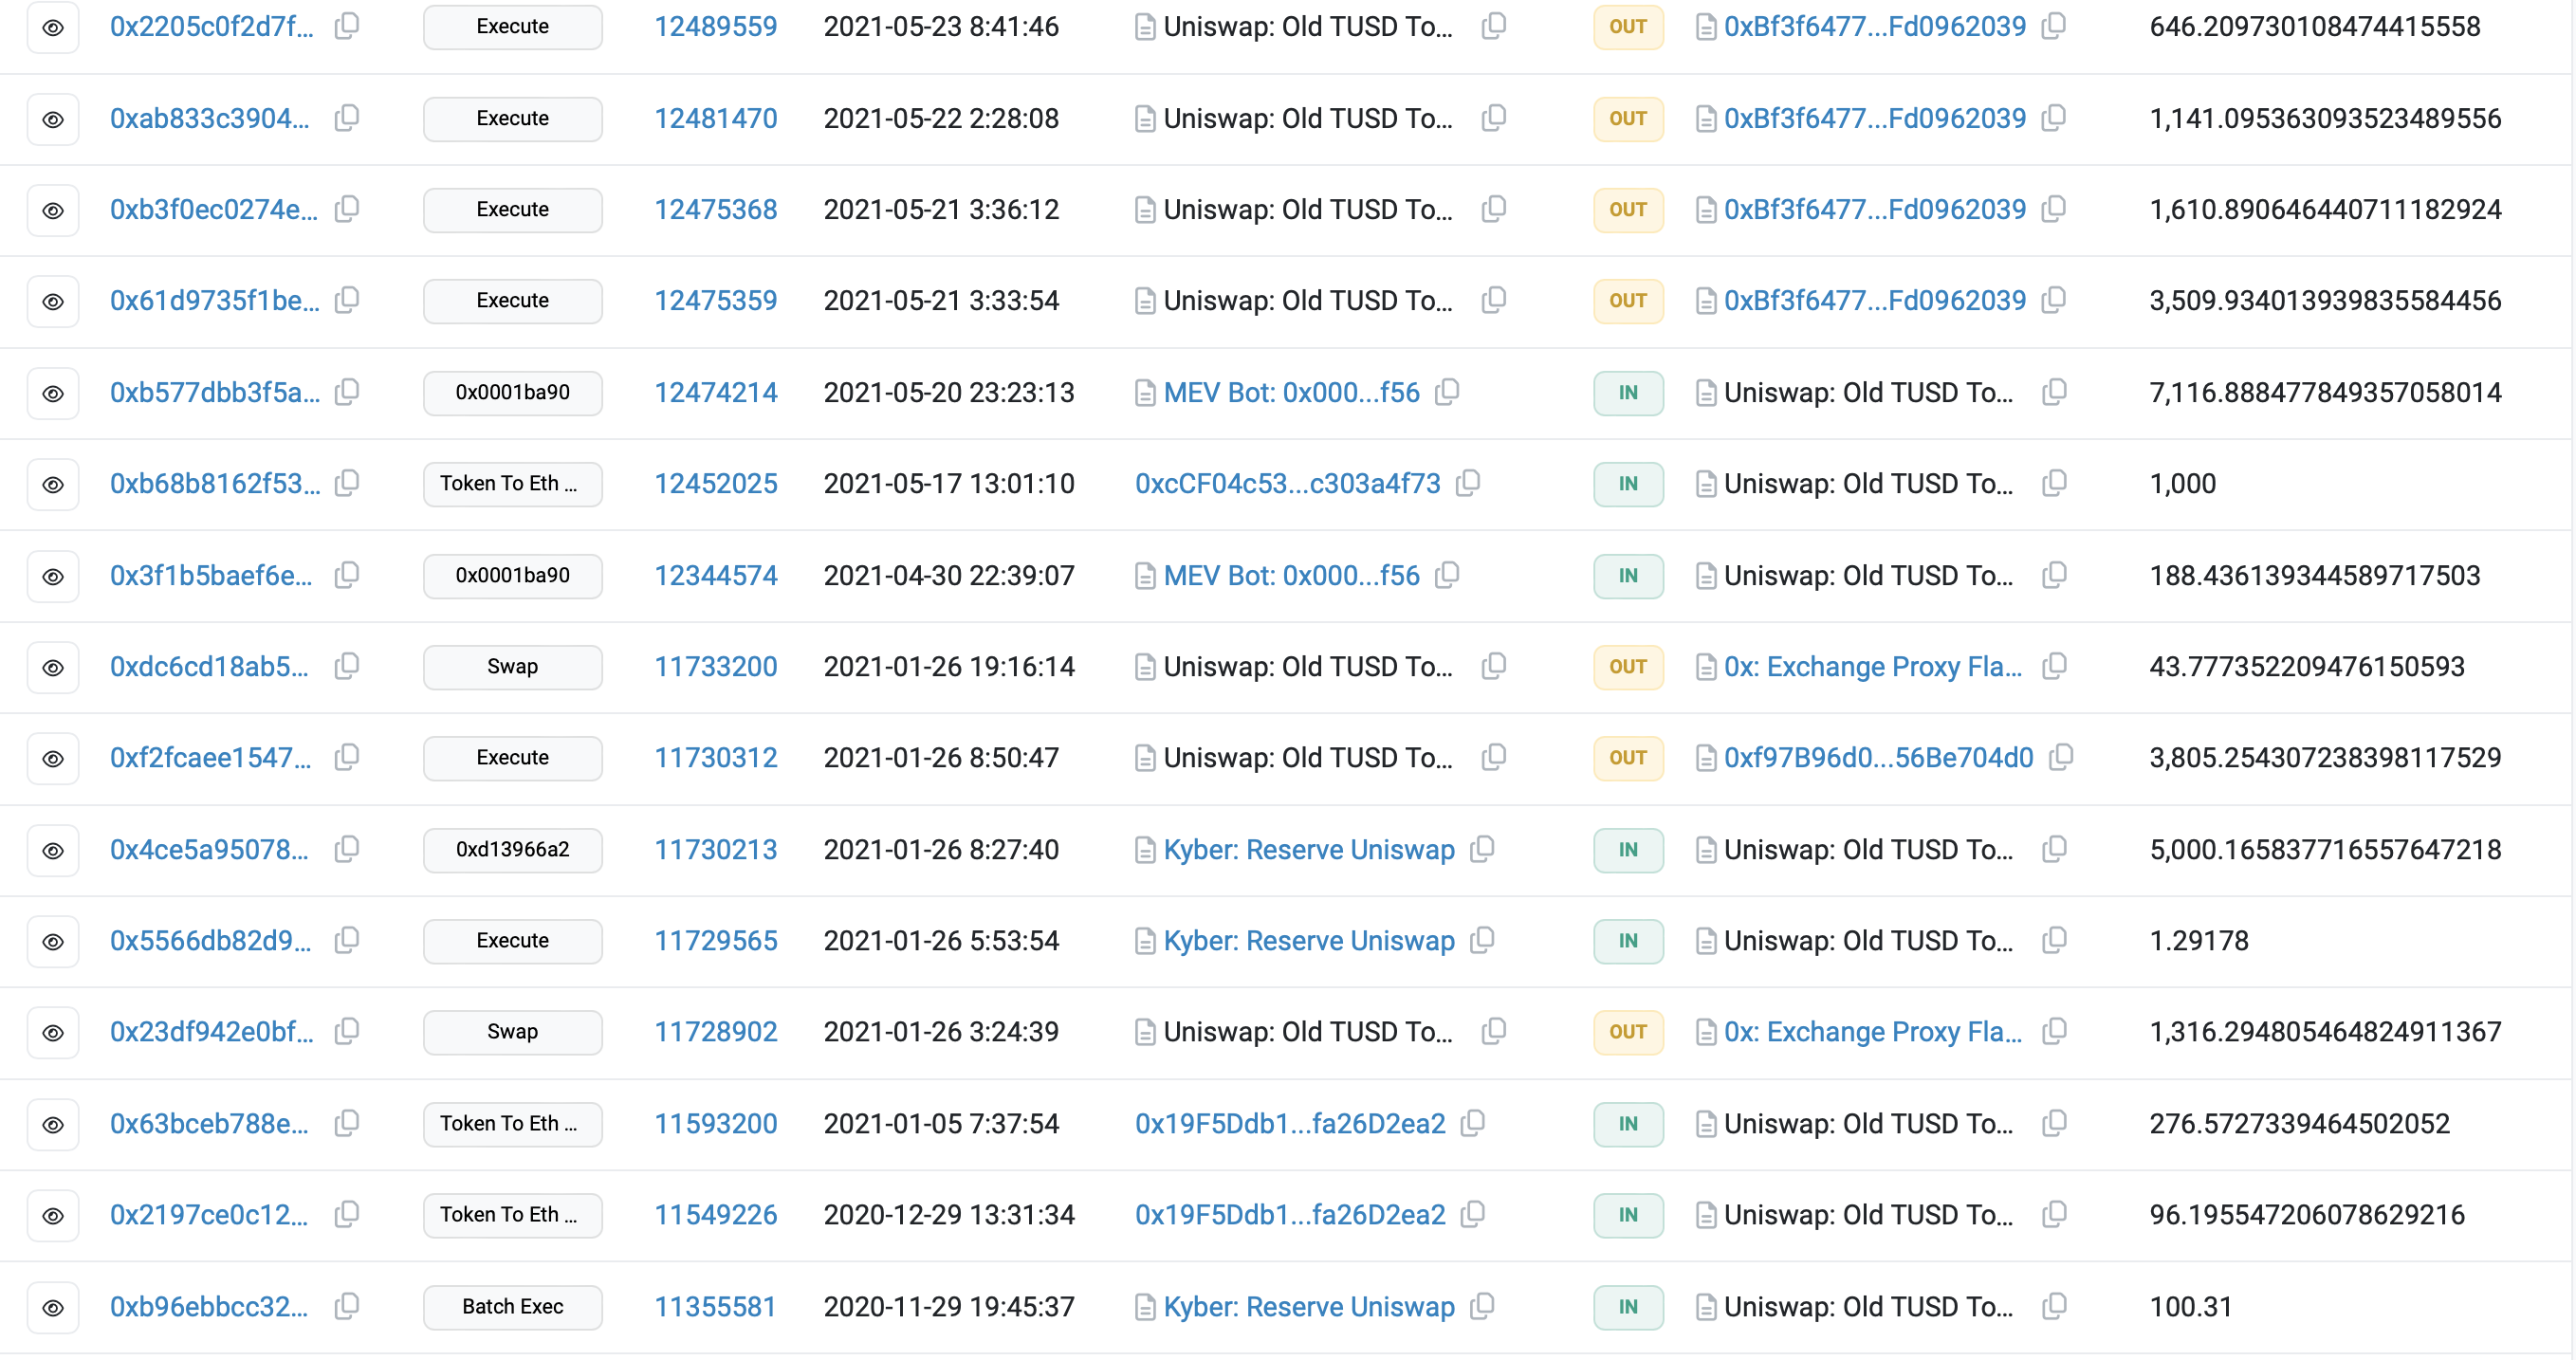 0x2205c0f2d7f... Execute 12489559 2021-05-23 8:41:46 Uniswap: Old TUSD To... OUT 0xBf3f6477...Fd0962039 646.209730108474415558
0xab833c3904... Execute 12481470 2021-05-22 2:28:08 Uniswap: Old TUSD To... OUT 0xBf3f6477...Fd0962039 1,141.095363093523489556
0xb3f0ec0274e... Execute 12475368 2021-05-21 3:36:12 Uniswap: Old TUSD To... OUT 0xBf3f6477...Fd0962039 1,610.890646440711182924
0x61d9735f1be... Execute 12475359 2021-05-21 3:33:54 Uniswap: Old TUSD To... OUT 0xBf3f6477...Fd0962039 3,509.934013939835584456
0xb577dbb3f5a... 0x0001ba90 12474214 2021-05-20 23:23:13 MEV Bot: 0x000...f56 IN Uniswap: Old TUSD To... 7,116.888477849357058014
0xb68b8162f53... Token To Eth ... 12452025 2021-05-17 13:01:10 0xcCF04c53...c303a4f73 IN Uniswap: Old TUSD To... 1,000
0x3f1b5baef6e... 0x0001ba90 12344574 2021-04-30 22:39:07 MEV Bot: 0x000...f56 IN Uniswap: Old TUSD To... 188.436139344589717503
0xdc6cd18ab5... Swap 11733200 2021-01-26 19:16:14 Uniswap: Old TUSD To... OUT 0x: Exchange Proxy Fla... 43.777352209476150593
0xf2fcaee1547... Execute 11730312 2021-01-26 8:50:47 Uniswap: Old TUSD To... OUT 0xf97B96d0...56Be704d0 3,805.254307238398117529
0x4ce5a95078... 0xd13966a2 11730213 2021-01-26 8:27:40 Kyber: Reserve Uniswap IN Uniswap: Old TUSD To... 5,000.165837716557647218
0x5566db82d9... Execute 11729565 2021-01-26 5:53:54 Kyber: Reserve Uniswap IN Uniswap: Old TUSD To... 1.29178
0x23df942e0bf... Swap 11728902 2021-01-26 3:24:39 Uniswap: Old TUSD To... OUT 0x: Exchange Proxy Fla... 1,316.294805464824911367
0x63bceb788e... Token To Eth ... 11593200 2021-01-05 7:37:54 0x19F5Ddb1...fa26D2ea2 IN Uniswap: Old TUSD To... 276.5727339464502052
0x2197ce0c12... Token To Eth ... 11549226 2020-12-29 13:31:34 0x19F5Ddb1...fa26D2ea2 IN Uniswap: Old TUSD To... 96.195547206078629216
0xb96ebbcc32... Batch Exec 11355581 2020-11-29 19:45:37 Kyber: Reserve Uniswap IN Uniswap: Old TUSD To... 100.31